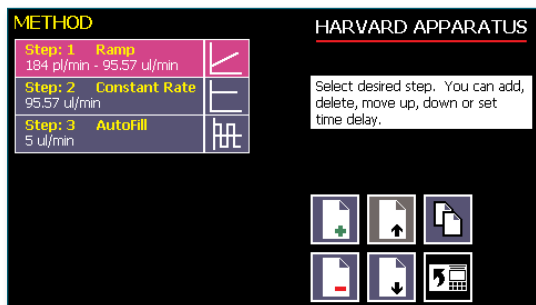 METHOD
HARVARD APPARATUS
Step: 1 Ramp
184 pl/min - 95.57 ul/min
Step: 2 Constant Rate
95.57 ul/min
Step: 3 AutoFill
5 ul/min
Select desired step. You can add,
delete, move up, down or set
time delay.